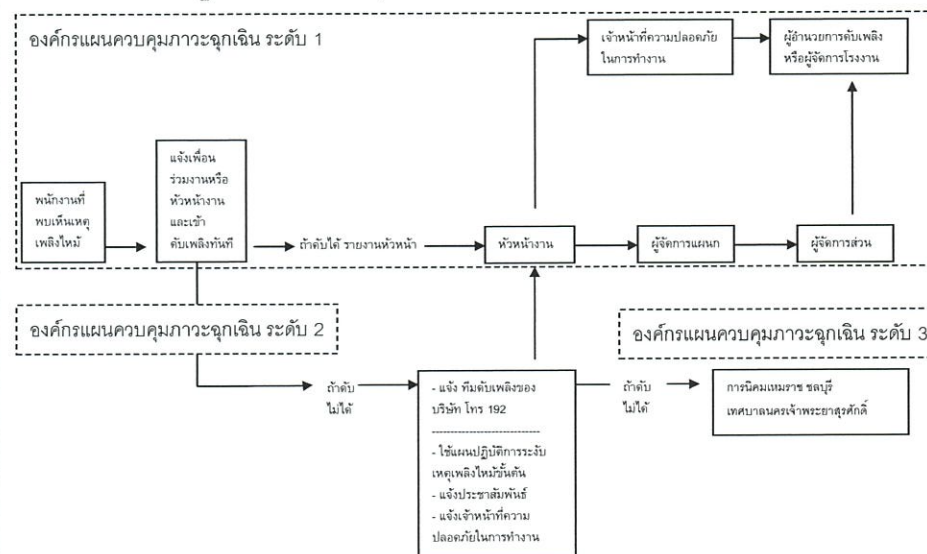 องค์กรแผนควบคุมภาวะฉุกเฉิน ระดับ 1
เจ้าหน้าที่ความปลอดภัย
ในการทำงาน
ผู้อำนวยการดับเพลิง
หรือผู้จัดการโรงงาน
พนักงานที่
พบเห็นเหตุ
เพลิงไหม้
แจ้งเพื่อน
ร่วมงานหรือ
หัวหน้างาน
และเข้า
ดับเพลิงทันที
ถ้าดับได้ รายงานหัวหน้า
หัวหน้างาน
ผู้จัดการแผนก
ผู้จัดการส่วน
องค์กรแผนควบคุมภาวะฉุกเฉิน ระดับ 2
องค์กรแผนควบคุมภาวะฉุกเฉิน ระดับ 3
ถ้าดับ
ไม่ได้
- แจ้ง ทีมดับเพลิงของ
บริษัท โทร 192
----------------------------
- ใช้แผนปฏิบัติการระงับ
เหตุเพลิงไหม้ขั้นต้น
- แจ้งประชาสัมพันธ์
- แจ้งเจ้าหน้าที่ความ
ปลอดภัยในการทำงาน
ถ้าดับ
ไม่ได้
การนิคมเหมราช ชลบุรี
เทศบาลนครเจ้าพระยาสุรศักดิ์